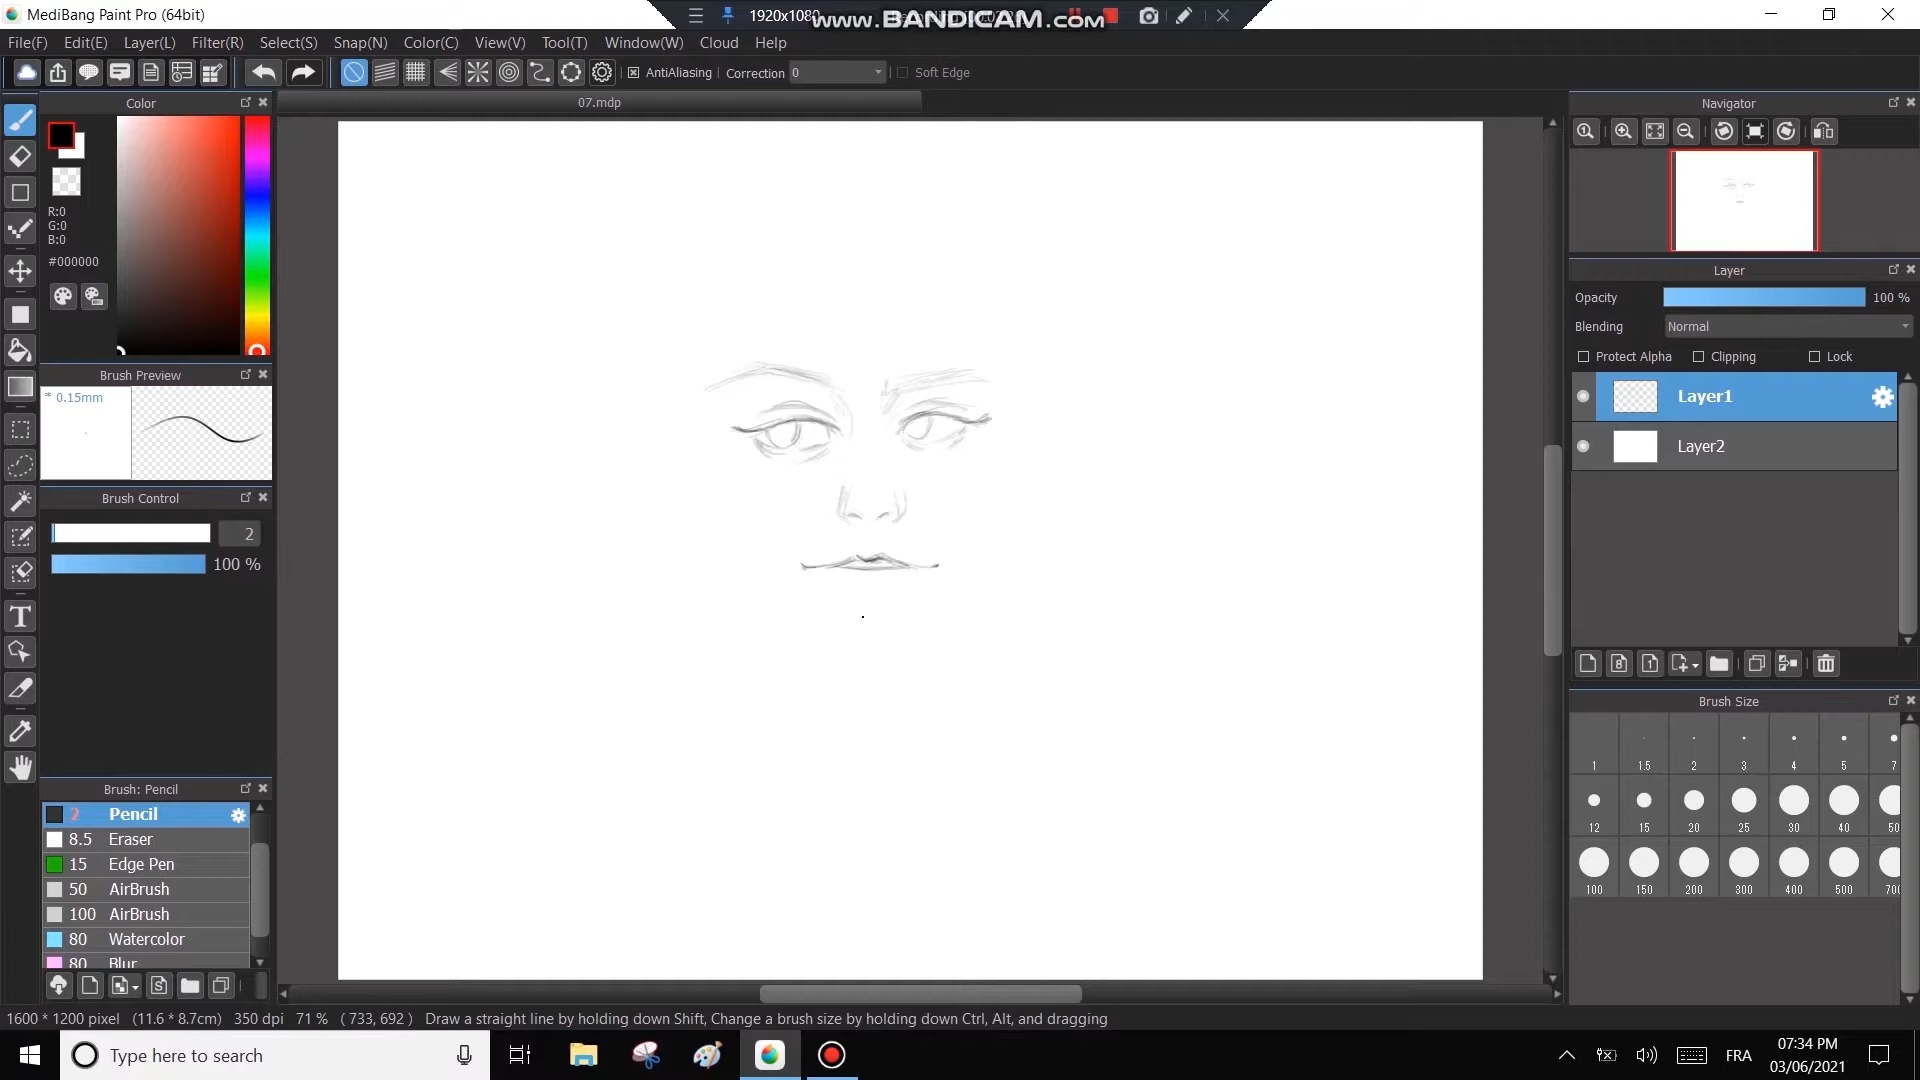 MediBang Paint Pro (64bit)
1920x1080
www.BANDICAM.com
File(F) Edit(E) Layer(L) Filter(R) Select(S) Snap(N) Color(C) View(V) Tool(T) Window(W) Cloud Help
AntiAliasing Correction 0 Soft Edge
Color
07.mdp
Navigator
R:0
G:0
B:0
#000000
Layer
Opacity 100 %
Blending Normal
Protect Alpha Clipping Lock
Brush Preview
* 0.15mm
Layer1
Layer2
Brush Control
2
100 %
Brush Size
1 1.5 2 3 4 5 7
12 15 20 25 30 40 50
100 150 200 300 400 500 700
Brush: Pencil
2 Pencil
8.5 Eraser
15 Edge Pen
50 AirBrush
100 AirBrush
80 Watercolor
80 Blur
1600 * 1200 pixel (11.6 * 8.7cm) 350 dpi 71 % ( 733, 692 ) Draw a straight line by holding down Shift, Change a brush size by holding down Ctrl, Alt, and dragging
Type here to search
FRA
07:34 PM
03/06/2021